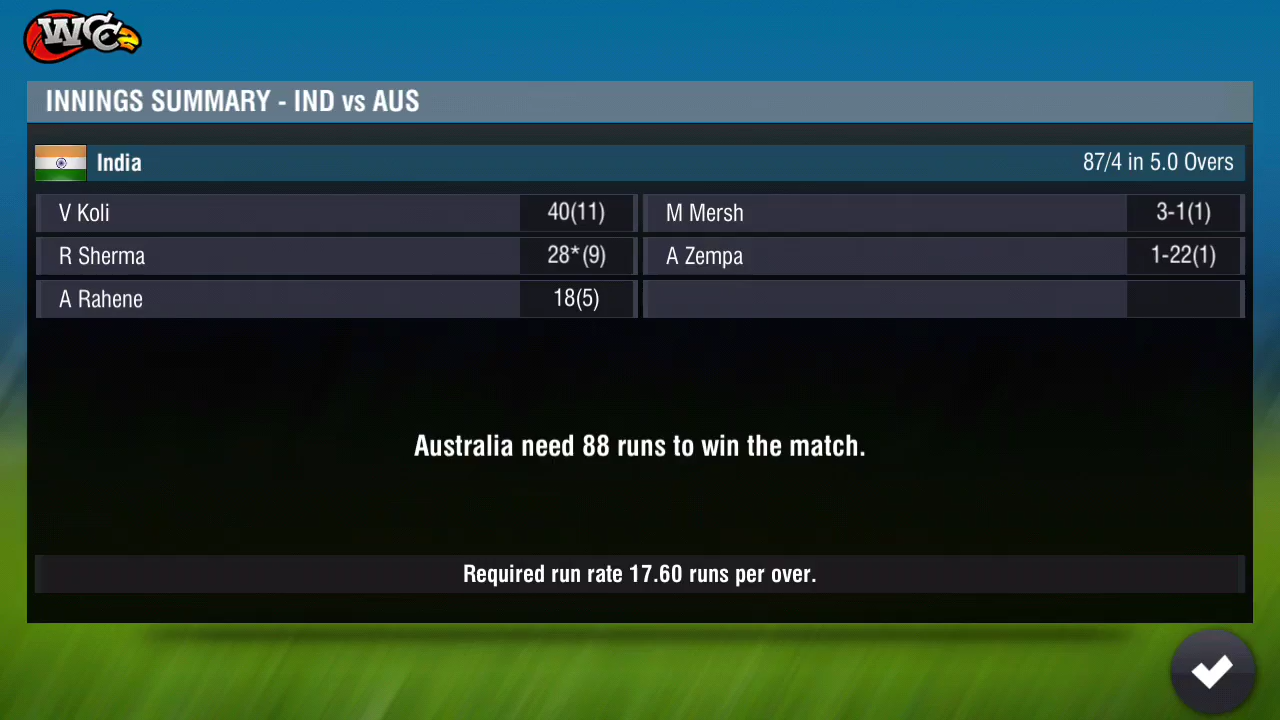 WCC
INNINGS SUMMARY - IND vs AUS
India 87/4 in 5.0 Overs
V Koli 40(11) M Mersh 3-1(1)
R Sherma 28*(9) A Zempa 1-22(1)
A Rahene 18(5)
Australia need 88 runs to win the match.
Required run rate 17.60 runs per over.